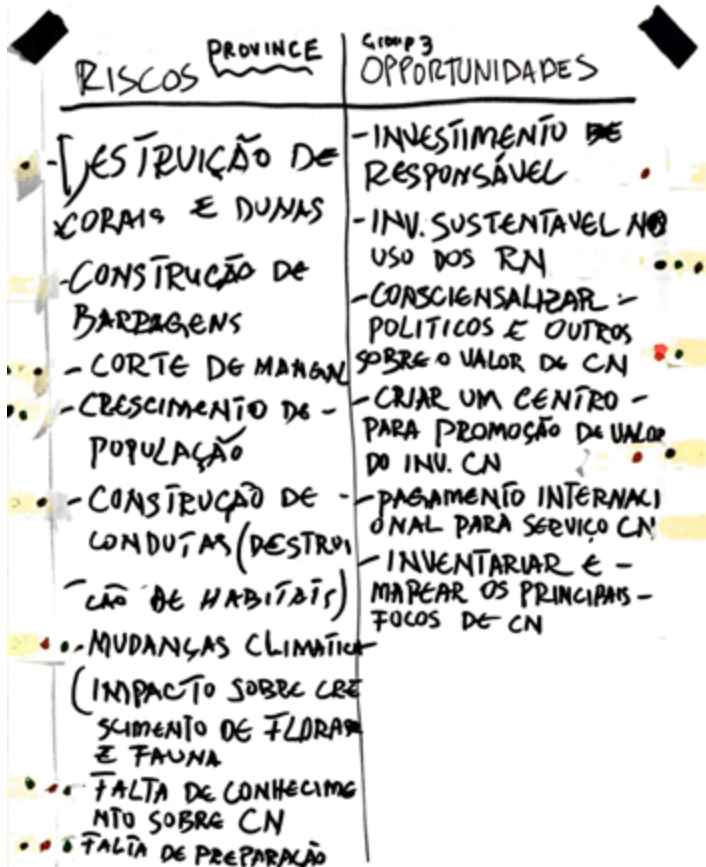 PROVINCE
RISCOS
- DESTRUIÇÃO DE
CORAIS E DUNAS
- CONSTRUÇÃO DE
BARRAGENS
- CORTE DE MANGAL
- CRESCIMENTO DE -
POPULAÇÃO
- CONSTRUÇÃO DE -
CONDUTAS (DESTRUI
ÇÃO DE HABITATS)
- MUDANÇAS CLIMATICA
(IMPACTO SOBRE CRE
SCIMENTO DE FLORA
E FAUNA
- FALTA DE CONHECIME
NTO SOBRE CN
- FALTA DE PREPARAÇÃO
GROUP 3
OPPORTUNIDADES
- INVESTIMENTO
RESPONSÁVEL
- INV. SUSTENTAVEL NO
USO DOS RN
- CONSCIENSALIZAR -
POLITICOS E OUTROS
SOBRE O VALOR DE CN
- CRIAR UM CENTRO -
PARA PROMOÇÃO DE VALOR
DO INV. CN
- PAGAMENTO INTERNACI
ONAL PARA SERVIÇO CN
- INVENTARIAR E -
MAPEAR OS PRINCIPAIS -
FOCOS DE CN